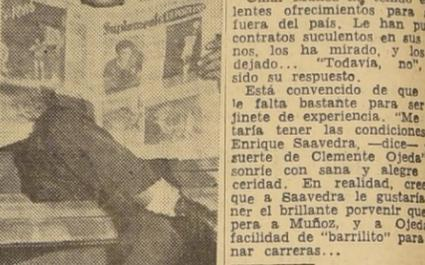 Suplemento de DEPORTES
lentes ofrecimientos para
fuera del país. Le han pu
contratos suculentos en sus
nos, los ha mirado, y los
dejado... "Todavía, no",
sido su respuesto.
Está convencido de que
le falta bastante para ser
jinete de experiencia. "Me
taría tener las condiciones
Enrique Saavedra, —dice—
suerte de Clemente Ojeda"
sonríe con sana y alegre
ceridad. En realidad, cree
que a Saavedra le gustaría
ner el brillante porvenir que
pera a Muñoz, y a Ojeda
facilidad de "barrilito" para
nar carreras...